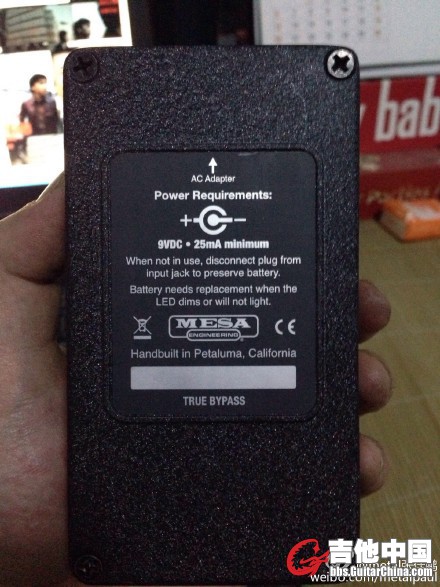 y bab
AC Adapter
Power Requirements:
+ −
9VDC • 25mA minimum
When not in use, disconnect plug from
input jack to preserve battery.
Battery needs replacement when the
LED dims or will not light.
MESA
ENGINEERING
CE
Handbuilt in Petaluma, California
TRUE BYPASS
吉他中国
bbs.GuitarChina.com
weibo.com/metalpaul